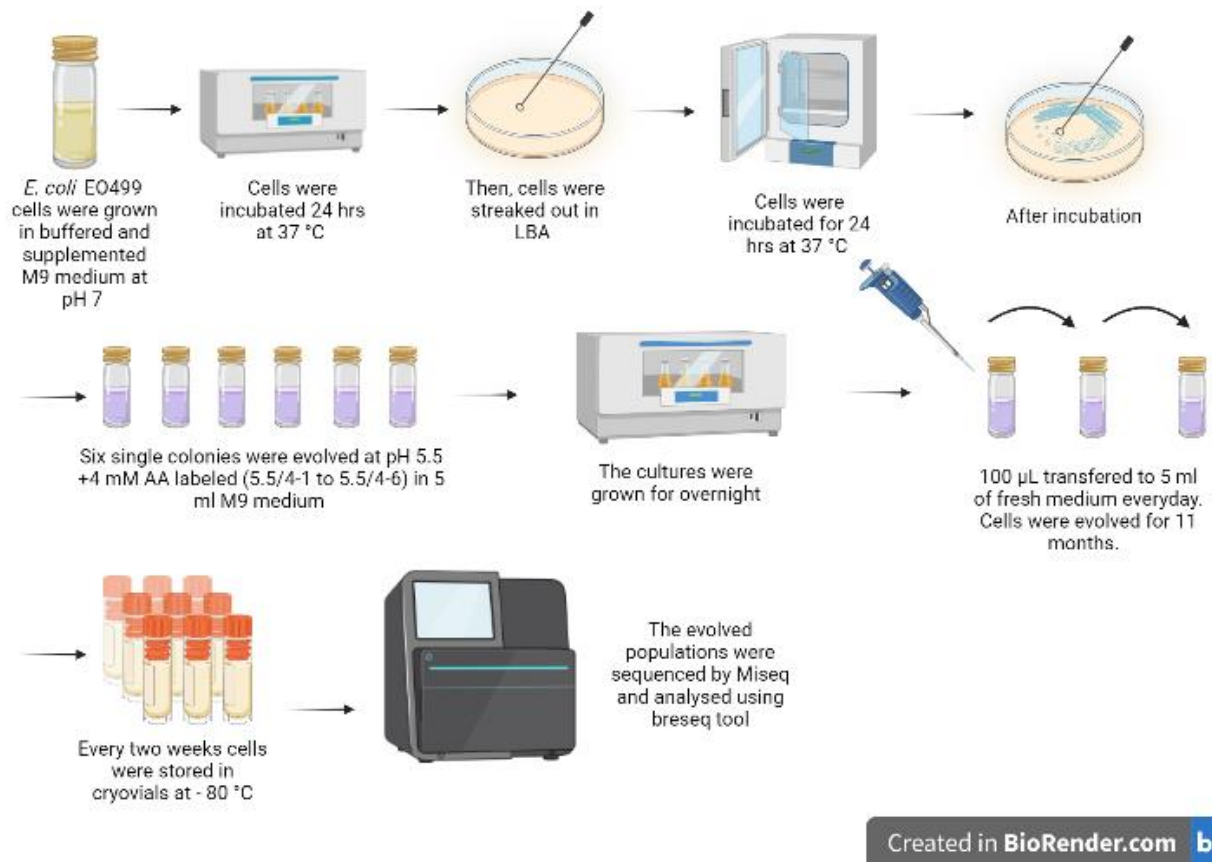 E. coli EO499
cells were grown
in buffered and
supplemented
M9 medium at
pH 7
Cells were
incubated 24 hrs
at 37 °C
Then, cells were
streaked out in
LBA
Cells were
incubated for 24
hrs at 37 °C
After incubation
Six single colonies were evolved at pH 5.5
+4 mM AA labeled (5.5/4-1 to 5.5/4-6) in 5
ml M9 medium
The cultures were
grown for overnight
100 µL transfered to 5 ml
of fresh medium everyday.
Cells were evolved for 11
months.
Every two weeks cells
were stored in
cryovials at - 80 °C
The evolved
populations were
sequenced by Miseq
and analysed using
breseq tool
Created in BioRender.com b